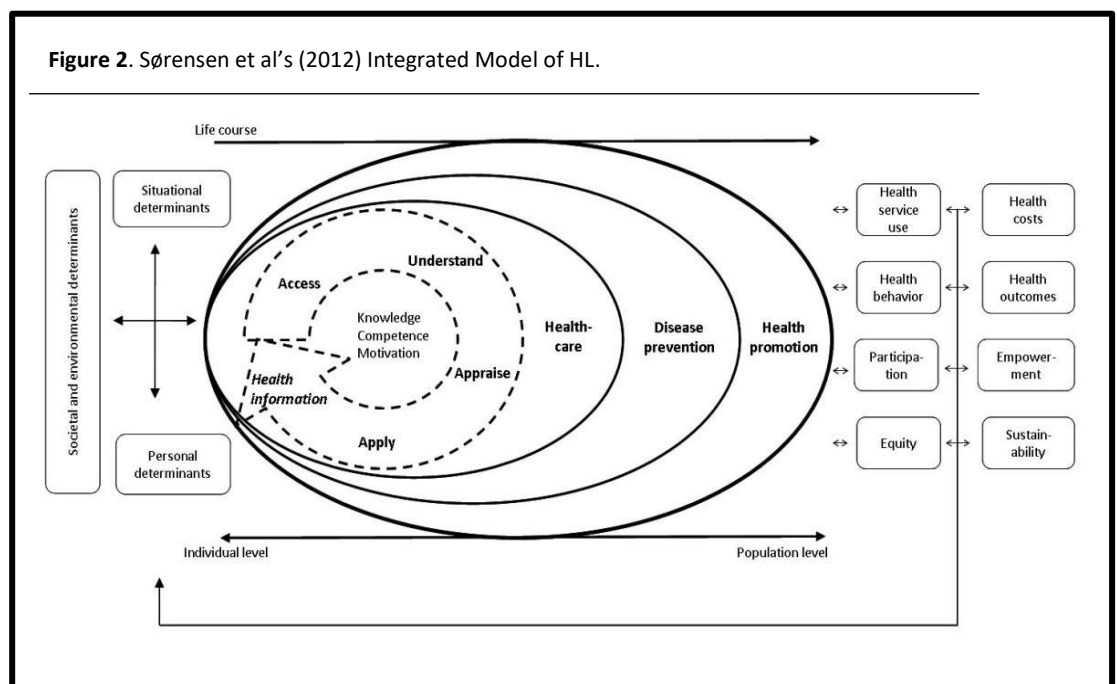 Figure 2. Sørensen et al’s (2012) Integrated Model of HL.
Life course
Societal and environmental determinants
Situational
determinants
Personal
determinants
Access
Understand
Knowledge
Competence
Motivation
Health
information
Appraise
Apply
Health-
care
Disease
prevention
Health
promotion
Individual level
Population level
Health
service
use
Health
costs
Health
behavior
Health
outcomes
Participa-
tion
Empower-
ment
Equity
Sustain-
ability